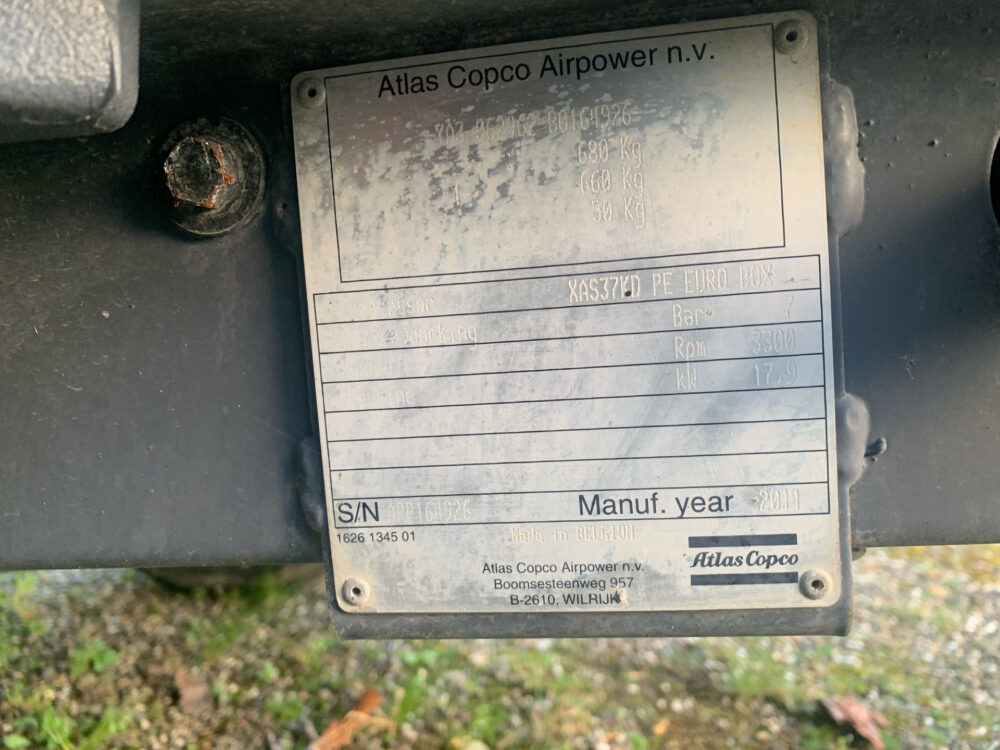 Atlas Copco Airpower n.v.
680 Kg
1- 660 Kg
50 Kg
XAS37KD PE EURO BOX
Bar 7
Rpm 3300
kW 17.9
S/N APP164926 Manuf. year 2011
1626 1345 01
Made in BELGIUM
Atlas Copco
Atlas Copco Airpower n.v.
Boomsesteenweg 957
B-2610, WILRIJK